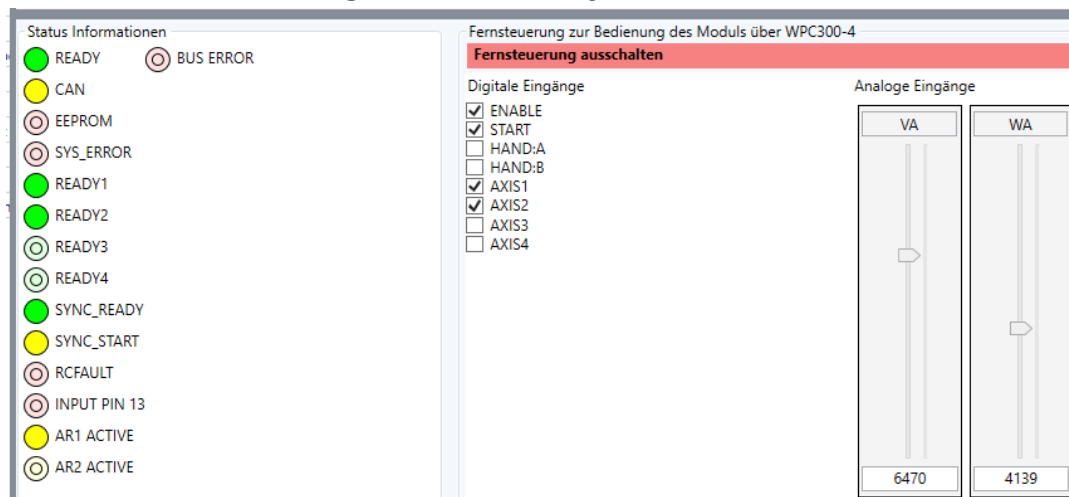 Status Informationen
READY
BUS ERROR
CAN
EEPROM
SYS_ERROR
READY1
READY2
READY3
READY4
SYNC_READY
SYNC_START
RCFAULT
INPUT PIN 13
AR1 ACTIVE
AR2 ACTIVE
Fernsteuerung zur Bedienung des Moduls über WPC300-4
Fernsteuerung ausschalten
Digitale Eingänge
ENABLE
START
HAND:A
HAND:B
AXIS1
AXIS2
AXIS3
AXIS4
Analoge Eingänge
VA
WA
6470
4139